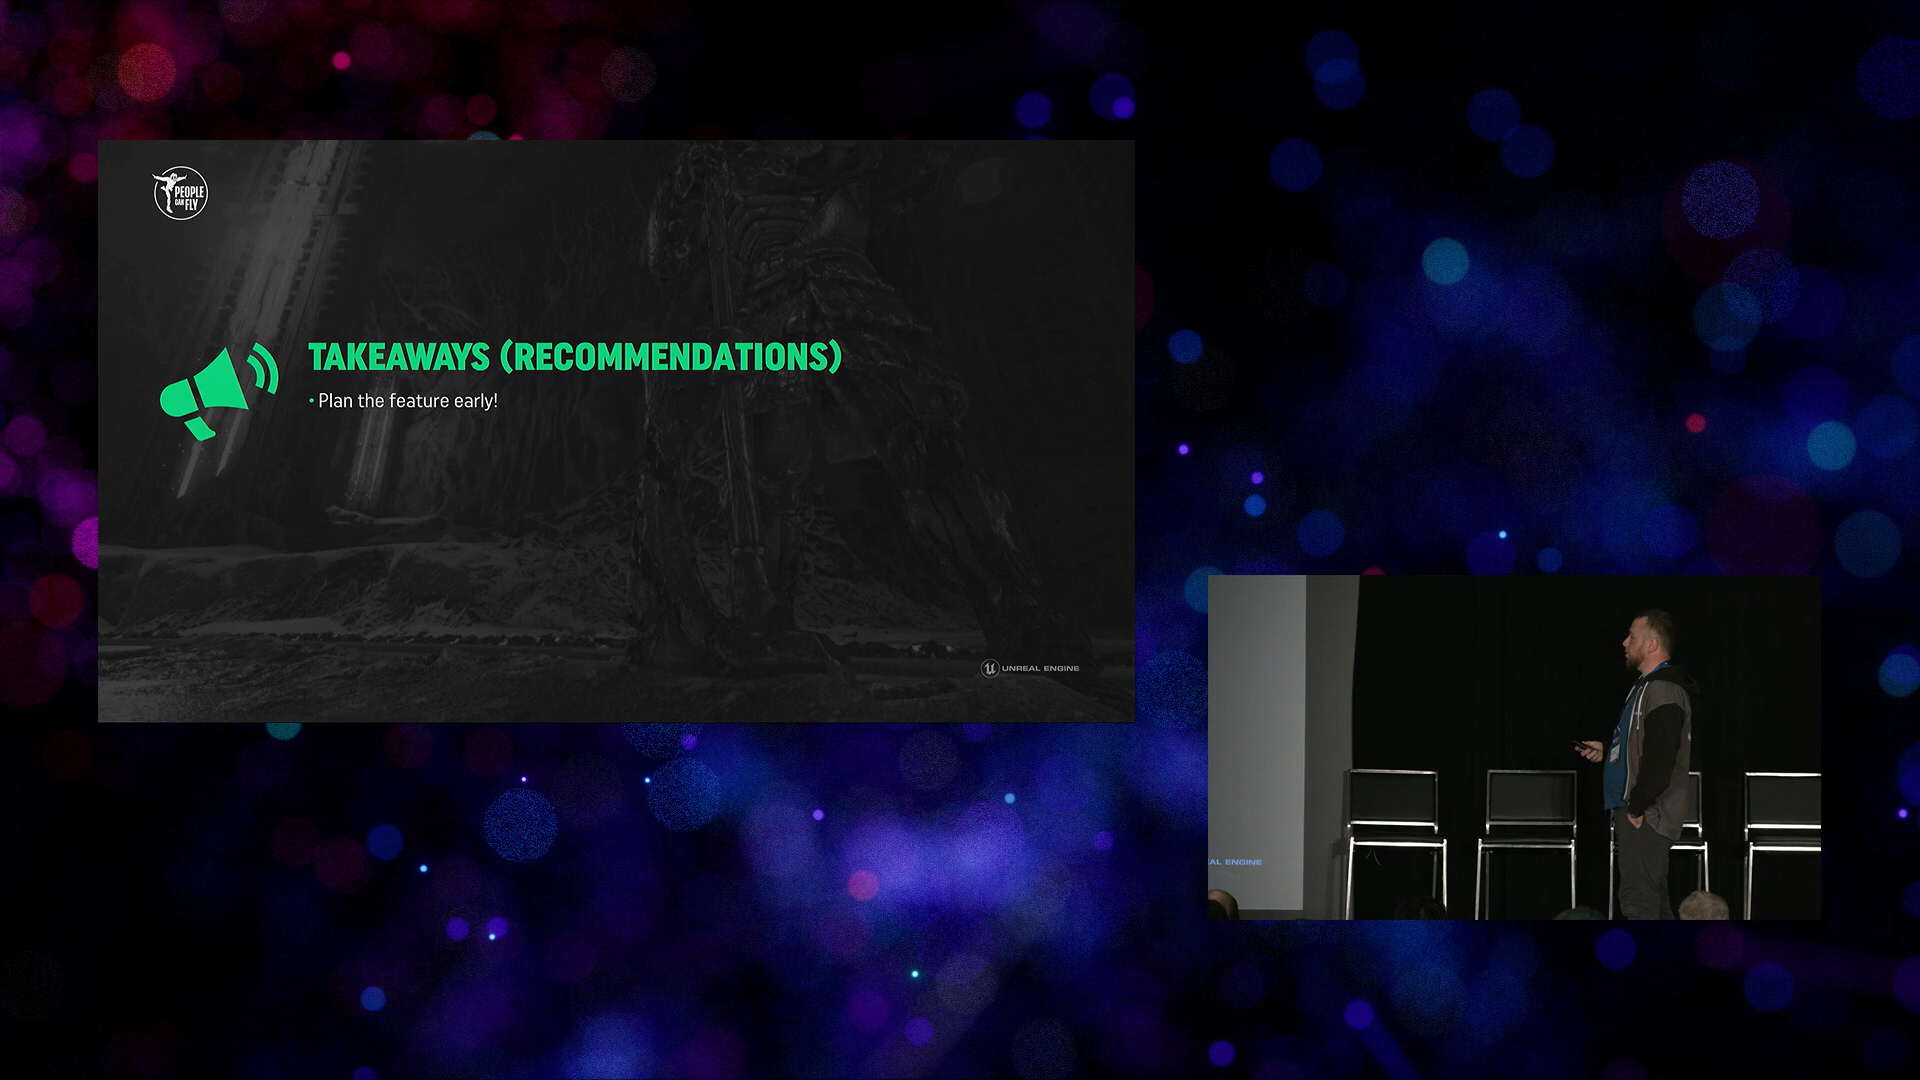 PEOPLE
CAN
FLY
TAKEAWAYS (RECOMMENDATIONS)
• Plan the feature early!
UNREAL ENGINE
AL ENGINE